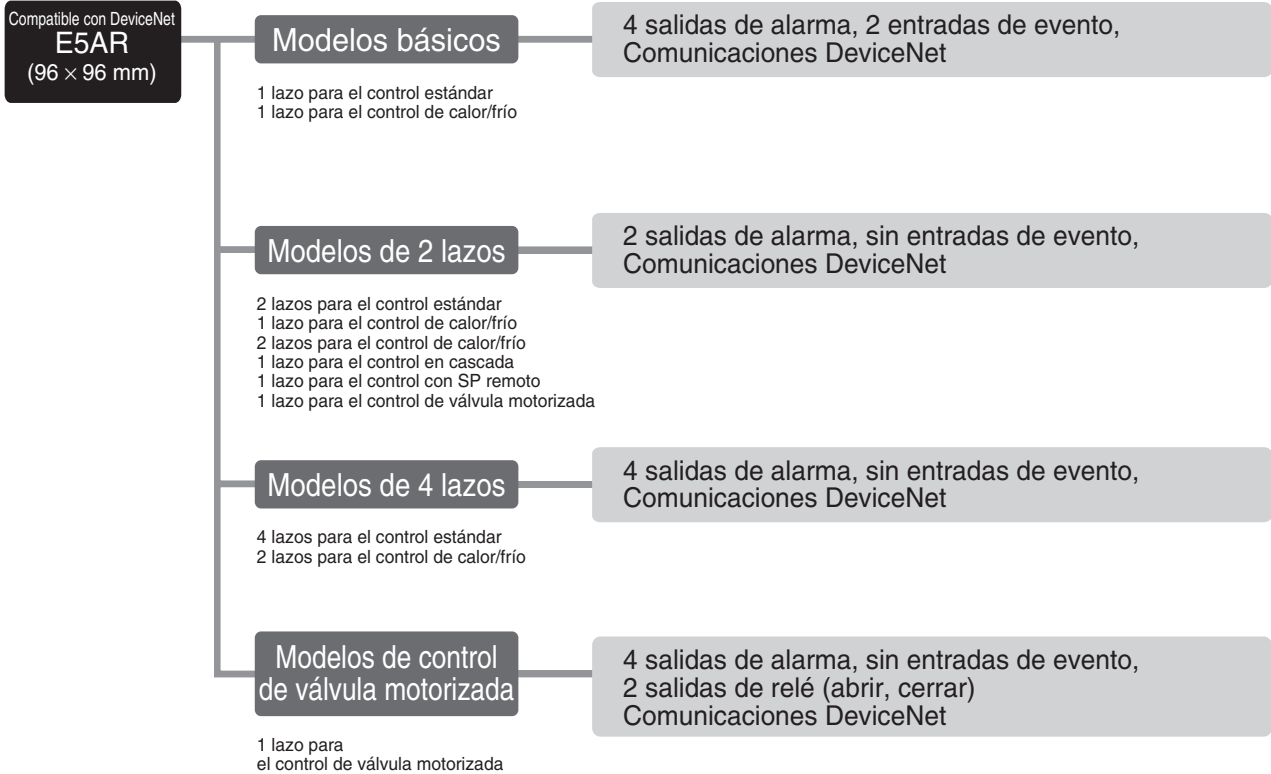 Compatible con DeviceNet
E5AR
(96 × 96 mm)
Modelos básicos
4 salidas de alarma, 2 entradas de evento,
Comunicaciones DeviceNet
1 lazo para el control estándar
1 lazo para el control de calor/frío
Modelos de 2 lazos
2 salidas de alarma, sin entradas de evento,
Comunicaciones DeviceNet
2 lazos para el control estándar
1 lazo para el control de calor/frío
2 lazos para el control de calor/frío
1 lazo para el control en cascada
1 lazo para el control con SP remoto
1 lazo para el control de válvula motorizada
Modelos de 4 lazos
4 salidas de alarma, sin entradas de evento,
Comunicaciones DeviceNet
4 lazos para el control estándar
2 lazos para el control de calor/frío
Modelos de control
de válvula motorizada
4 salidas de alarma, sin entradas de evento,
2 salidas de relé (abrir, cerrar)
Comunicaciones DeviceNet
1 lazo para
el control de válvula motorizada